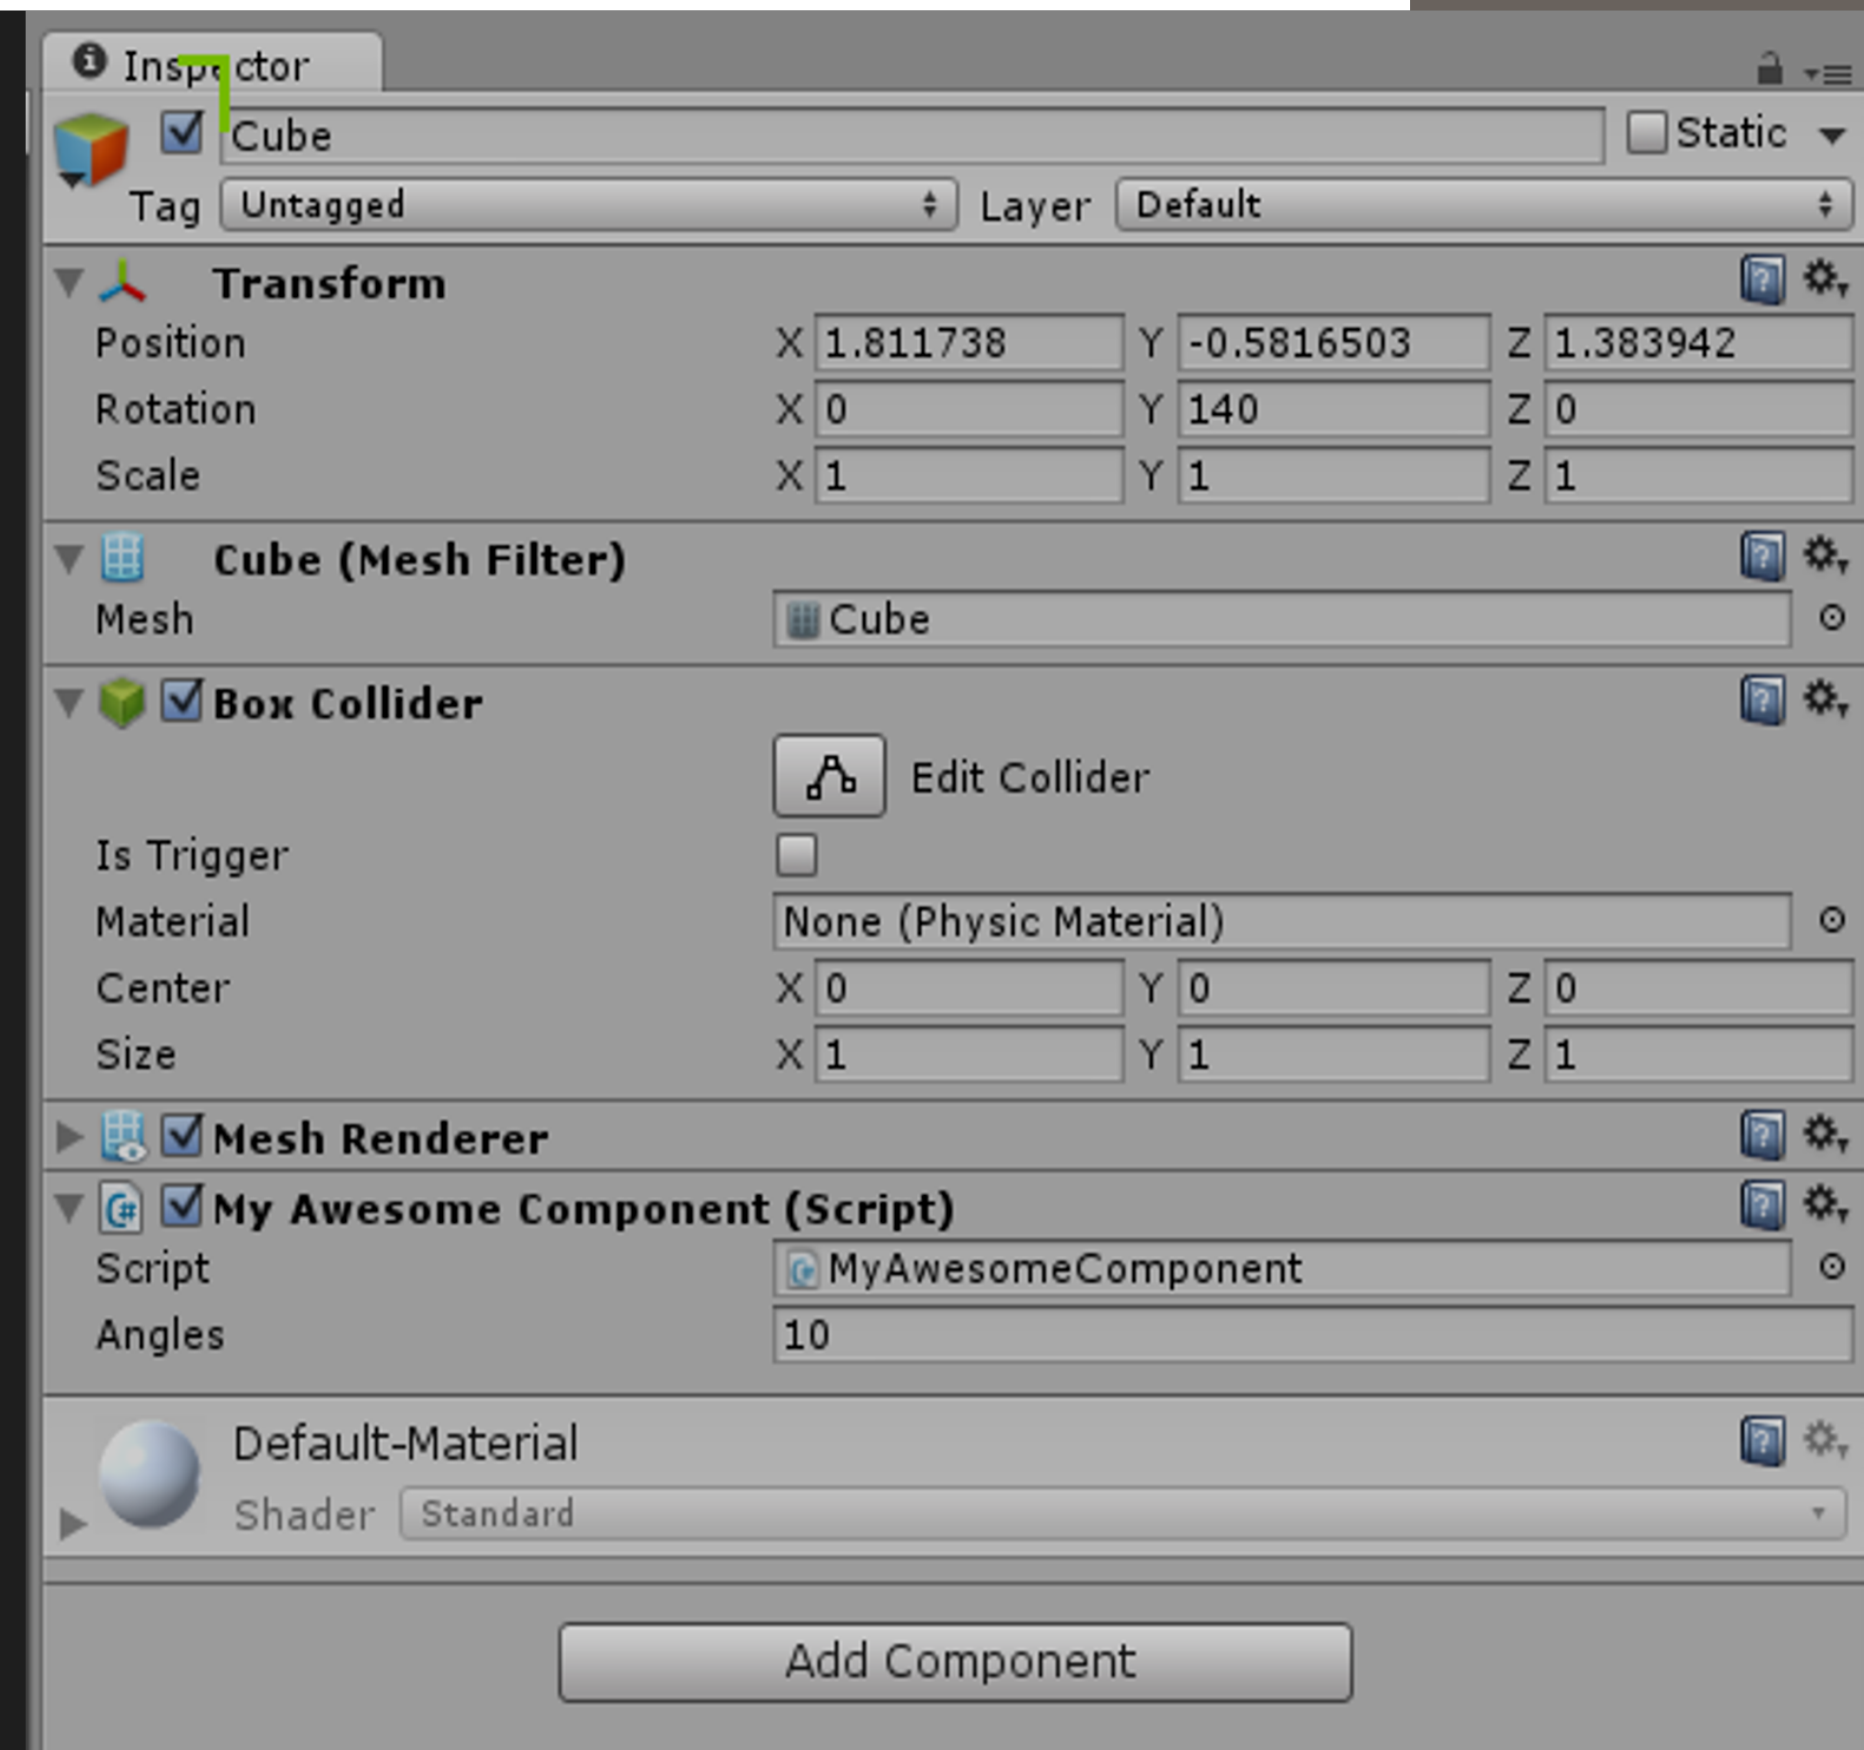 Inspector
Cube Static
Tag Untagged Layer Default
Transform
Position X 1.811738 Y -0.5816503 Z 1.383942
Rotation X 0 Y 140 Z 0
Scale X 1 Y 1 Z 1
Cube (Mesh Filter)
Mesh Cube
Box Collider
Edit Collider
Is Trigger
Material None (Physic Material)
Center X 0 Y 0 Z 0
Size X 1 Y 1 Z 1
Mesh Renderer
My Awesome Component (Script)
Script MyAwesomeComponent
Angles 10
Default-Material
Shader Standard
Add Component